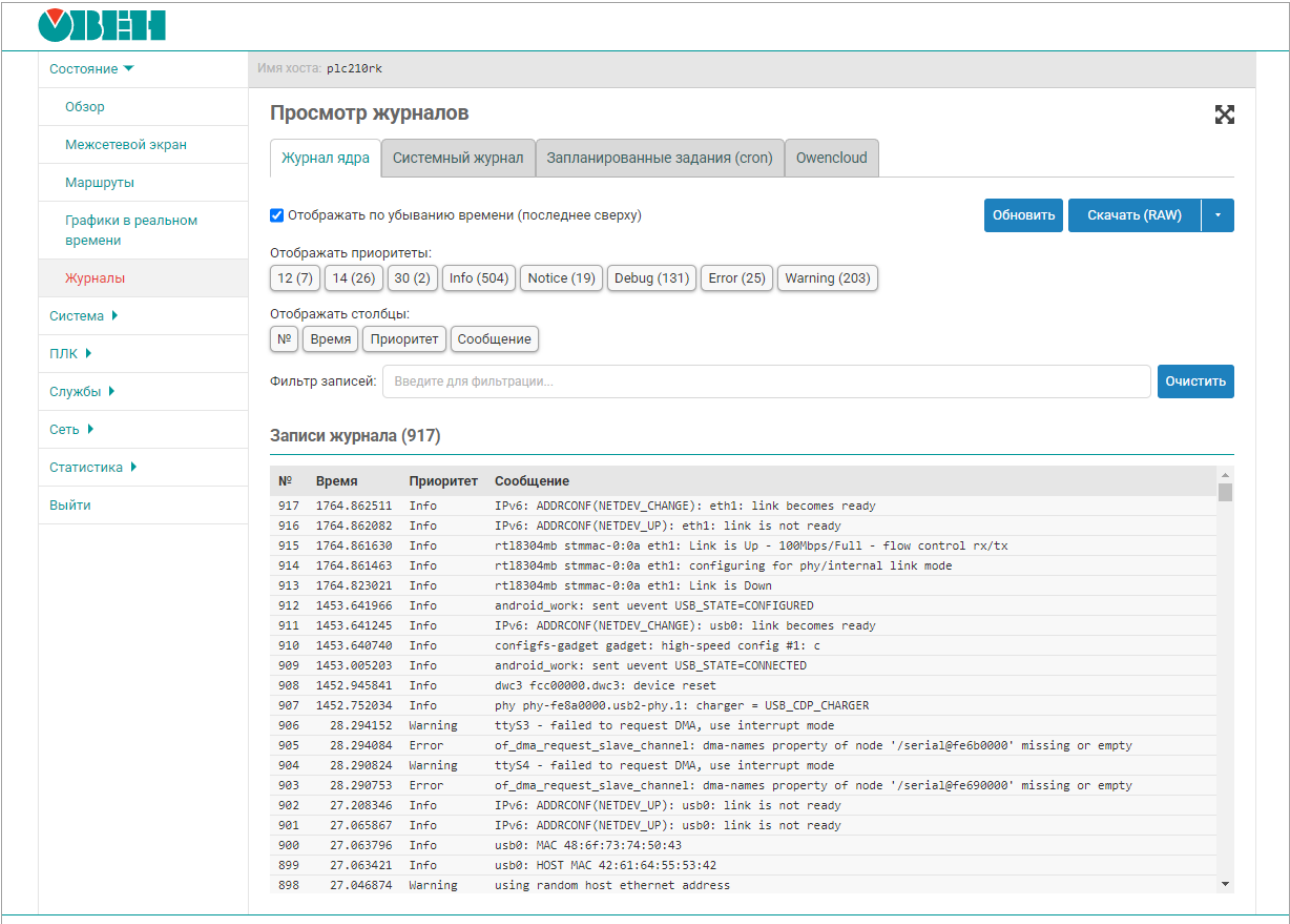 ОВЕН
Состояние
Имя хоста: plc210rk
Обзор
Межсетевой экран
Маршруты
Графики в реальном
времени
Журналы
Система
ПЛК
Службы
Сеть
Статистика
Выйти
Просмотр журналов
Журнал ядра Системный журнал Запланированные задания (cron) Owencloud
Отображать по убыванию времени (последнее сверху) Обновить Скачать (RAW)
Отображать приоритеты:
12 (7) 14 (26) 30 (2) Info (504) Notice (19) Debug (131) Error (25) Warning (203)
Отображать столбцы:
№ Время Приоритет Сообщение
Фильтр записей: Введите для фильтрации... Очистить
Записи журнала (917)
№ Время Приоритет Сообщение
917 1764.862511 Info IPv6: ADDRCONF(NETDEV_CHANGE): eth1: link becomes ready
916 1764.862082 Info IPv6: ADDRCONF(NETDEV_UP): eth1: link is not ready
915 1764.861630 Info rtl8304mb stmmac-0:0a eth1: Link is Up - 100Mbps/Full - flow control rx/tx
914 1764.861463 Info rtl8304mb stmmac-0:0a eth1: configuring for phy/internal link mode
913 1764.823021 Info rtl8304mb stmmac-0:0a eth1: Link is Down
912 1453.641966 Info android_work: sent uevent USB_STATE=CONFIGURED
911 1453.641245 Info IPv6: ADDRCONF(NETDEV_CHANGE): usb0: link becomes ready
910 1453.640740 Info configfs-gadget gadget: high-speed config #1: c
909 1453.005203 Info android_work: sent uevent USB_STATE=CONNECTED
908 1452.945841 Info dwc3 fcc00000.dwc3: device reset
907 1452.752034 Info phy phy-fe8a0000.usb2-phy.1: charger = USB_CDP_CHARGER
906 28.294152 Warning ttyS3 - failed to request DMA, use interrupt mode
905 28.294084 Error of_dma_request_slave_channel: dma-names property of node '/serial@fe6b0000' missing or empty
904 28.290824 Warning ttyS4 - failed to request DMA, use interrupt mode
903 28.290753 Error of_dma_request_slave_channel: dma-names property of node '/serial@fe690000' missing or empty
902 27.208346 Info IPv6: ADDRCONF(NETDEV_UP): usb0: link is not ready
901 27.065867 Info IPv6: ADDRCONF(NETDEV_UP): usb0: link is not ready
900 27.063796 Info usb0: MAC 48:6f:73:74:50:43
899 27.063421 Info usb0: HOST MAC 42:61:64:55:53:42
898 27.046874 Warning using random host ethernet address